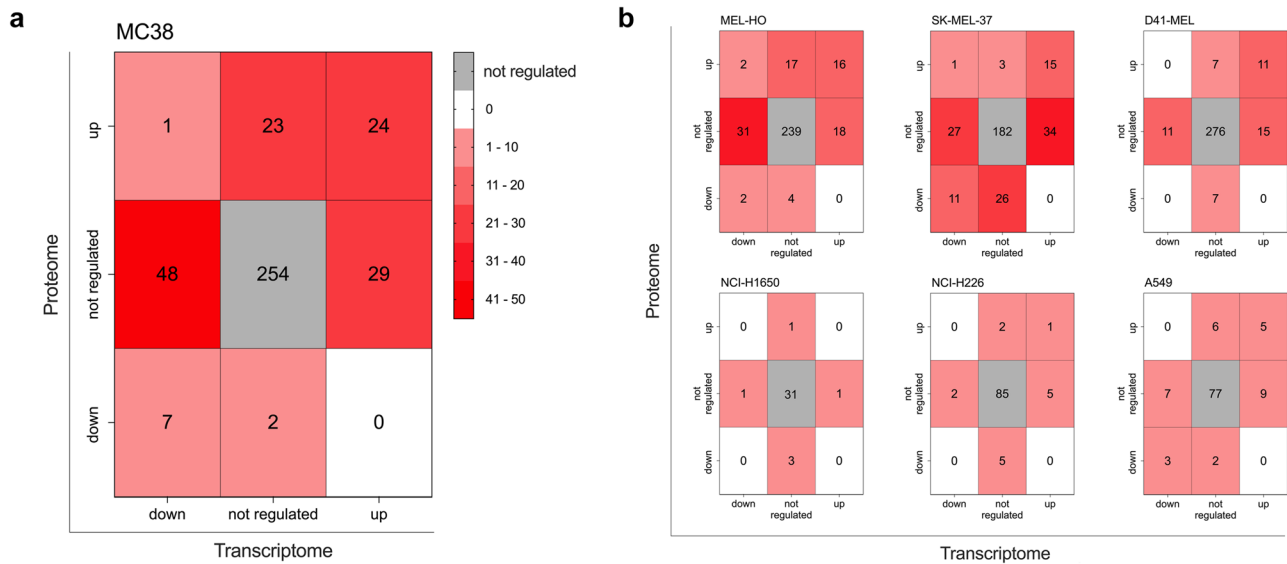 a
MC38
up
1
23
24
not regulated
48
254
29
down
7
2
0
down
not regulated
up
Proteome
Transcriptome
not regulated
0
1 - 10
11 - 20
21 - 30
31 - 40
41 - 50
b
Proteome
MEL-HO
up
2
17
16
not
regulated
31
239
18
down
2
4
0
down
not
regulated
up
SK-MEL-37
up
1
3
15
not
regulated
27
182
34
down
11
26
0
down
not
regulated
up
D41-MEL
up
0
7
11
not
regulated
11
276
15
down
0
7
0
down
not
regulated
up
NCI-H1650
up
0
1
0
not
regulated
1
31
1
down
0
3
0
down
not
regulated
up
NCI-H226
up
0
2
1
not
regulated
2
85
5
down
0
5
0
down
not
regulated
up
A549
up
0
6
5
not
regulated
7
77
9
down
3
2
0
down
not
regulated
up
Transcriptome